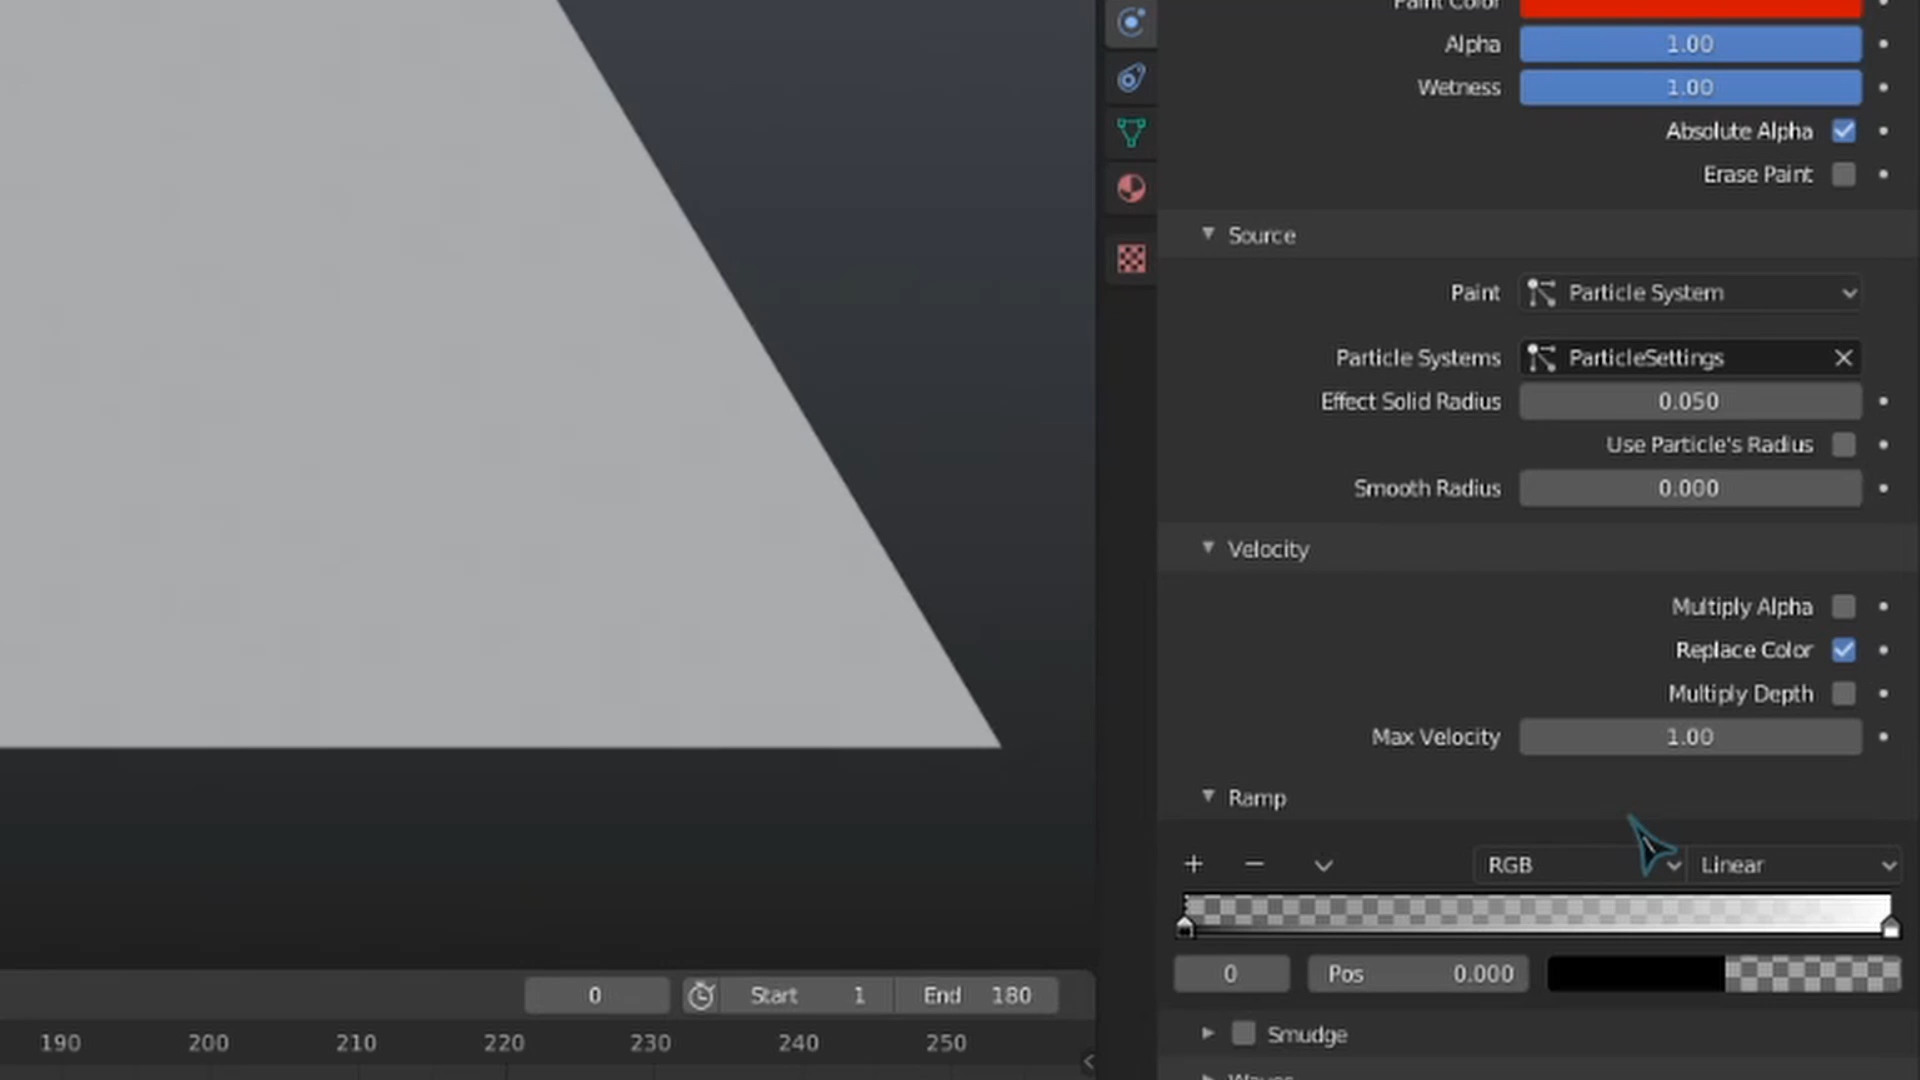 Paint Color
Alpha 1.00
Wetness 1.00
Absolute Alpha
Erase Paint
Source
Paint Particle System
Particle Systems ParticleSettings
Effect Solid Radius 0.050
Use Particle's Radius
Smooth Radius 0.000
Velocity
Multiply Alpha
Replace Color
Multiply Depth
Max Velocity 1.00
Ramp
RGB Linear
0 Pos 0.000
Smudge
Waves
0 Start 1 End 180
190 200 210 220 230 240 250